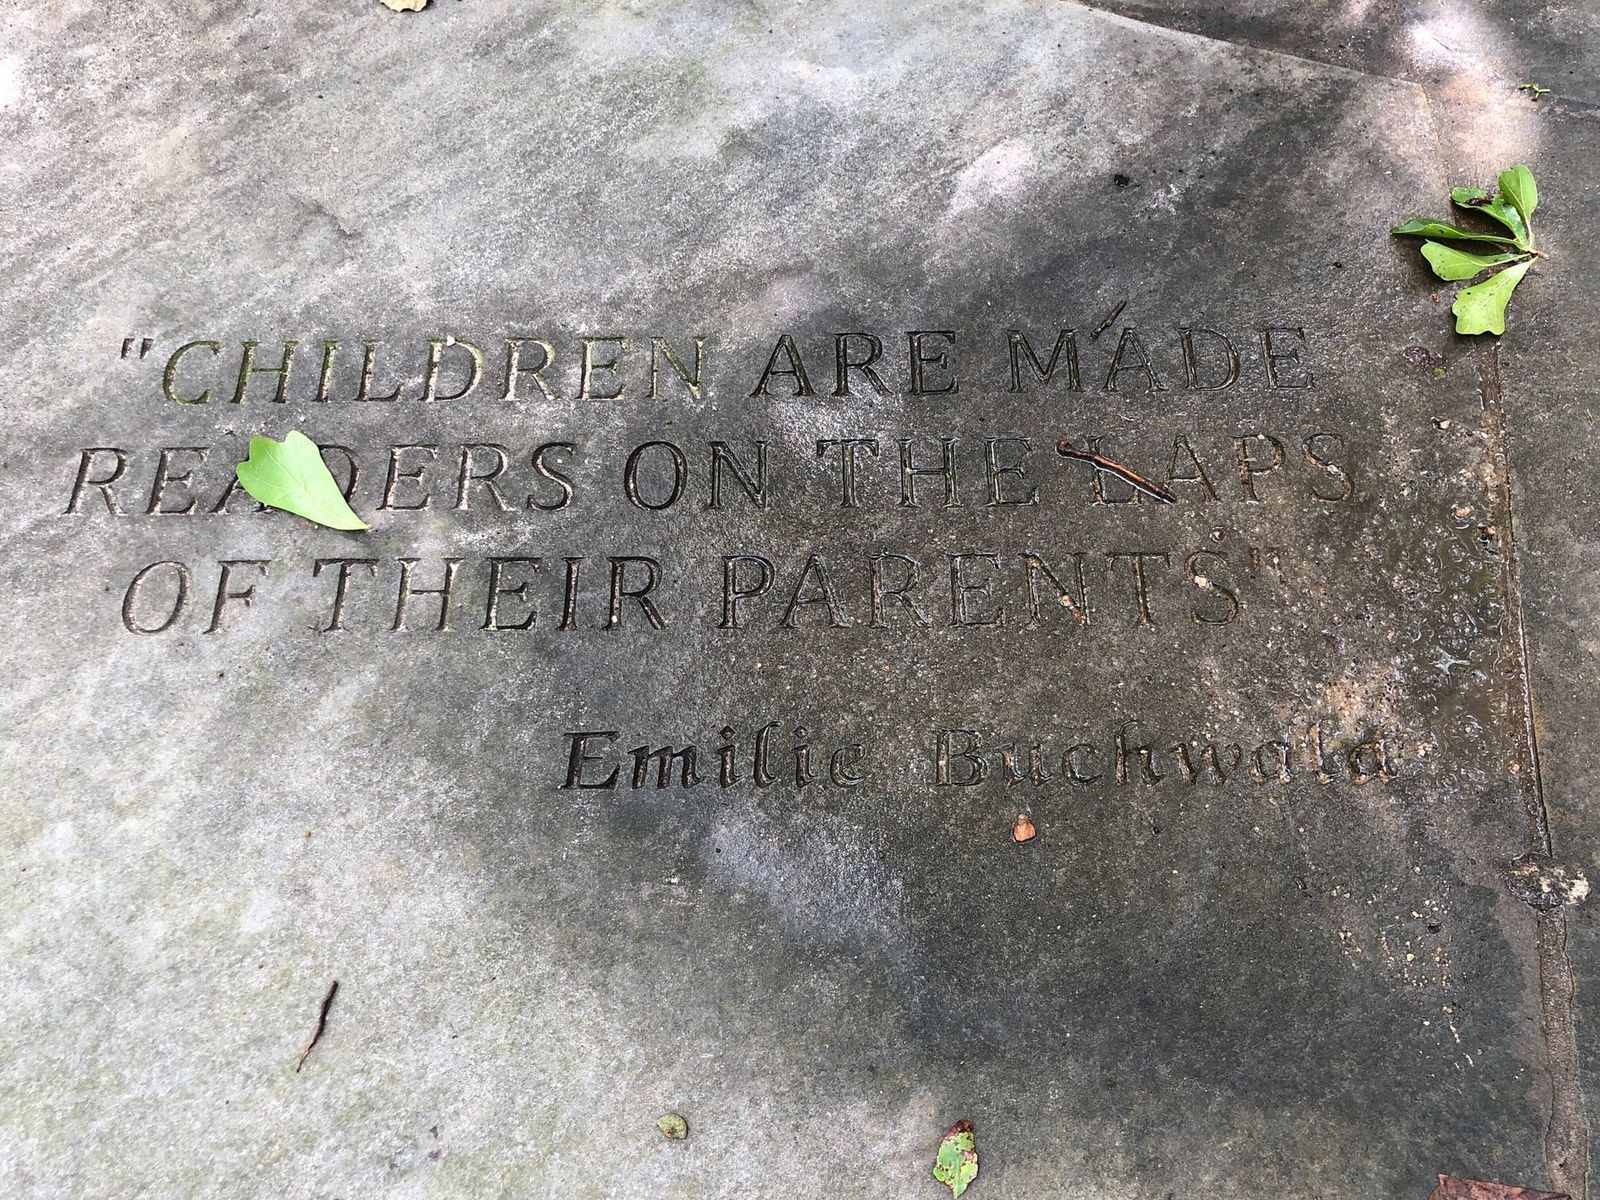 "CHILDREN ARE MADE
READERS ON THE LAPS
OF THEIR PARENTS"
Emilie Buchwald